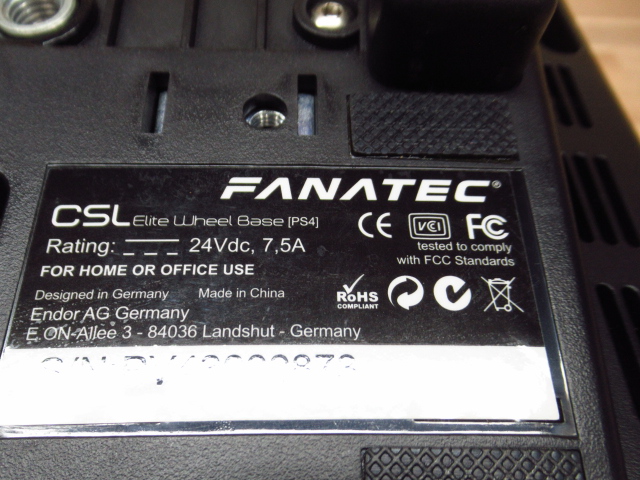 FANATEC®
CSL Elite Wheel Base [PS4]
CE VCI FC
Rating: 24Vdc, 7,5A
tested to comply
with FCC Standards
FOR HOME OR OFFICE USE
Designed in Germany Made in China
RoHS
COMPLIANT
Endor AG Germany
E.ON-Allee 3 - 84036 Landshut - Germany